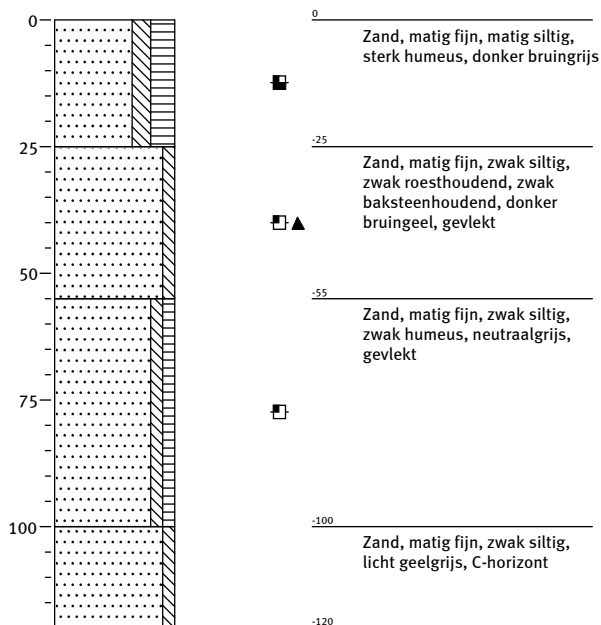 0
25
50
75
100
0
Zand, matig fijn, matig siltig,
sterk humeus, donker bruingrijs
-25
Zand, matig fijn, zwak siltig,
zwak roesthoudend, zwak
baksteenhoudend, donker
bruingeel, gevlekt
-55
Zand, matig fijn, zwak siltig,
zwak humeus, neutraalgrijs,
gevlekt
-100
Zand, matig fijn, zwak siltig,
licht geelgrijs, C-horizont
-120